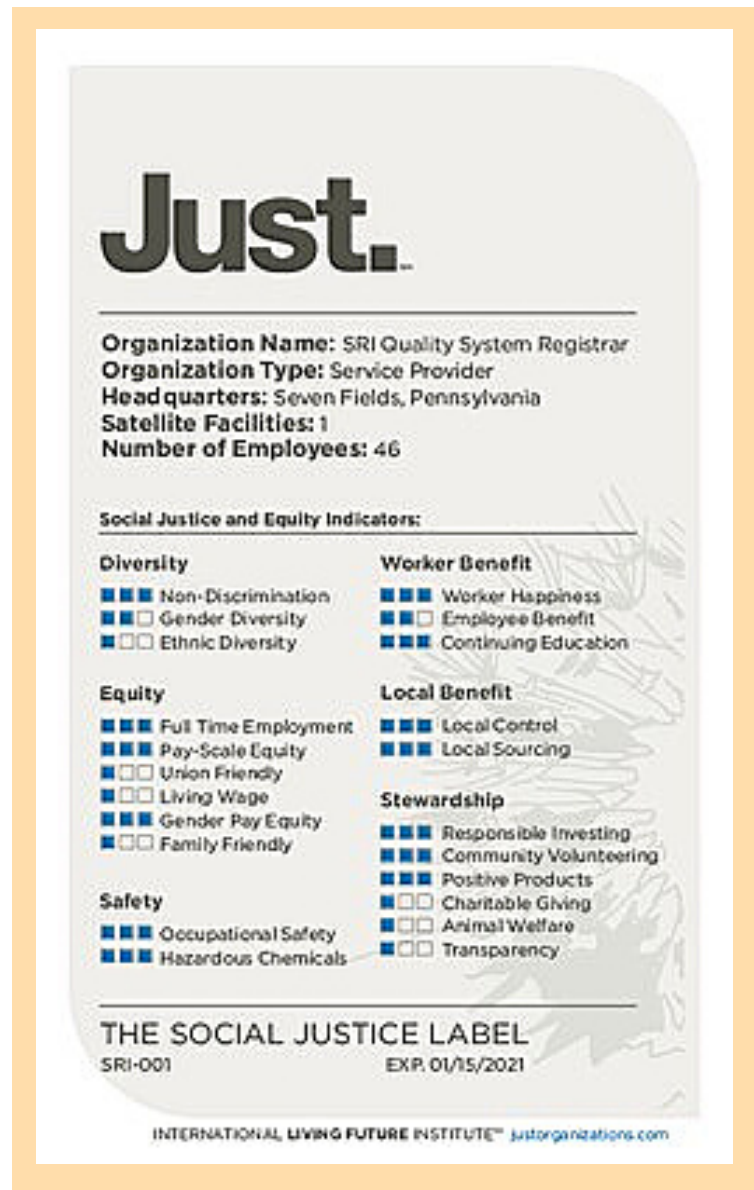 Just.
Organization Name: SRI Quality System Registrar
Organization Type: Service Provider
Headquarters: Seven Fields, Pennsylvania
Satellite Facilities: 1
Number of Employees: 46
Social Justice and Equity Indicators:
Diversity
Non-Discrimination
Gender Diversity
Ethnic Diversity
Equity
Full Time Employment
Pay-Scale Equity
Union Friendly
Living Wage
Gender Pay Equity
Family Friendly
Safety
Occupational Safety
Hazardous Chemicals
Worker Benefit
Worker Happiness
Employee Benefit
Continuing Education
Local Benefit
Local Control
Local Sourcing
Stewardship
Responsible Investing
Community Volunteering
Positive Products
Charitable Giving
Animal Welfare
Transparency
THE SOCIAL JUSTICE LABEL
SRI-001 EXP. 01/15/2021
INTERNATIONAL LIVING FUTURE INSTITUTE℠ justorganizations.com